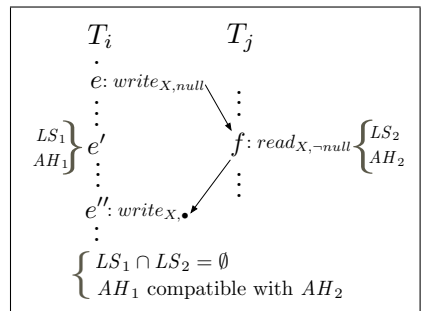 T_i T_j
e: write_{X,null}
LS_1 AH_1 } e′ f: read_{X,¬null} { LS_2 AH_2
e″: write_{X,•}
LS_1 ∩ LS_2 = ∅
AH_1 compatible with AH_2